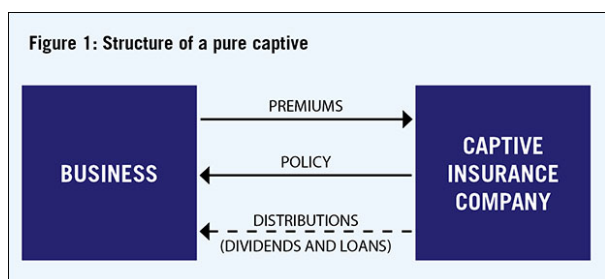 Figure 1: Structure of a pure captive
PREMIUMS
BUSINESS
POLICY
CAPTIVE
INSURANCE
COMPANY
DISTRIBUTIONS
(DIVIDENDS AND LOANS)